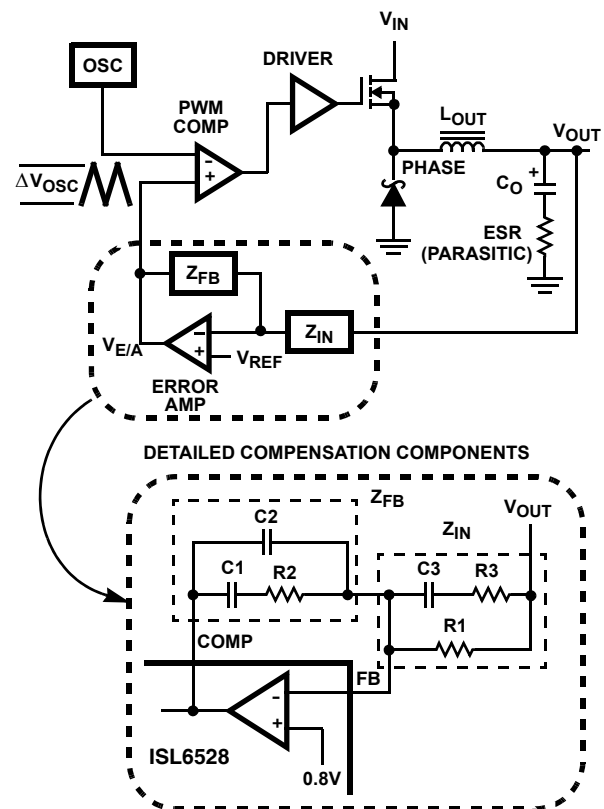 V_IN
OSC
DRIVER
PWM
COMP
L_OUT
V_OUT
-
+
PHASE
ΔV_OSC
C_O
+
ESR
(PARASITIC)
Z_FB
-
+
Z_IN
V_E/A
V_REF
ERROR
AMP
DETAILED COMPENSATION COMPONENTS
Z_FB
V_OUT
C2
Z_IN
C1
R2
C3
R3
R1
COMP
FB
-
+
ISL6528
0.8V